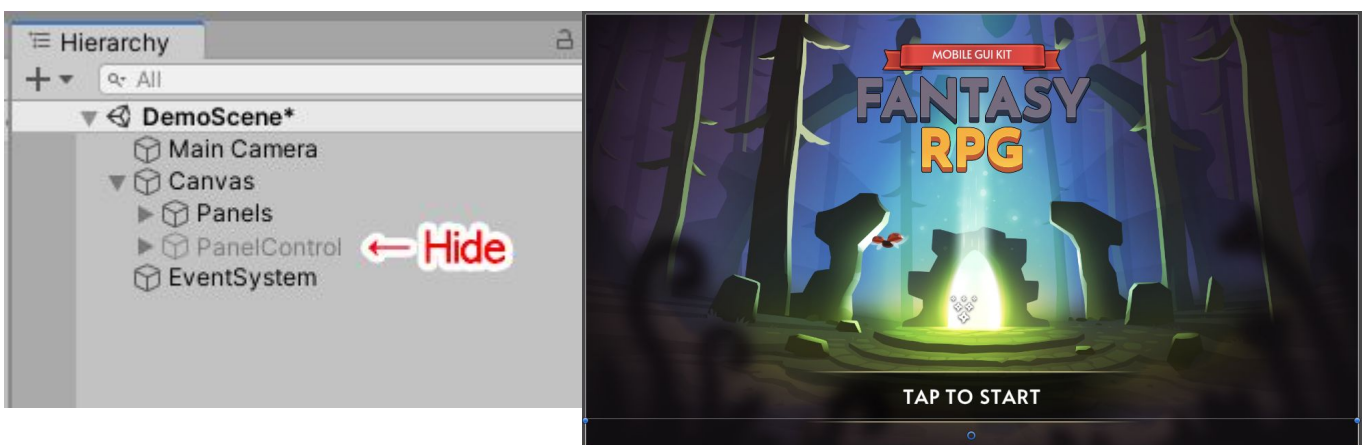 Hierarchy
All
DemoScene*
Main Camera
Canvas
Panels
PanelControl
← Hide
EventSystem
MOBILE GUI KIT
FANTASY
RPG
TAP TO START